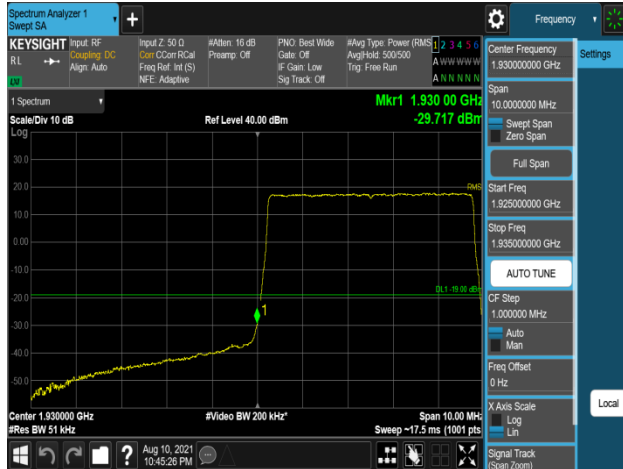 Spectrum Analyzer 1
Swept SA
+
Frequency
KEYSIGHT
RL
LXI
Input: RF
Coupling: DC
Align: Auto
Input Z: 50 Ω
Corr CCorr RCal
Freq Ref: Int (S)
NFE: Adaptive
#Atten: 16 dB
Preamp: Off
PNO: Best Wide
Gate: Off
IF Gain: Low
Sig Track: Off
#Avg Type: Power (RMS
Avg|Hold: 500/500
Trig: Free Run
1 2 3 4 5 6
A W W W W W
A N N N N N
Center Frequency
1.930000000 GHz
Settings
Span
10.0000000 MHz
Swept Span
Zero Span
Full Span
Start Freq
1.925000000 GHz
Stop Freq
1.935000000 GHz
AUTO TUNE
CF Step
1.000000 MHz
Auto
Man
Freq Offset
0 Hz
X Axis Scale
Log
Lin
Local
Signal Track
(Span Zoom)
1 Spectrum
Scale/Div 10 dB
Ref Level 40.00 dBm
Mkr1 1.930 00 GHz
-29.717 dBm
Log
30.0
20.0
RMS
10.0
0.00
-10.0
DL1 -19.00 dBm
-20.0
1
-30.0
-40.0
-50.0
Center 1.930000 GHz
#Video BW 200 kHz*
Span 10.00 MHz
#Res BW 51 kHz
Sweep ~17.5 ms (1001 pts
?
Aug 10, 2021
10:45:26 PM